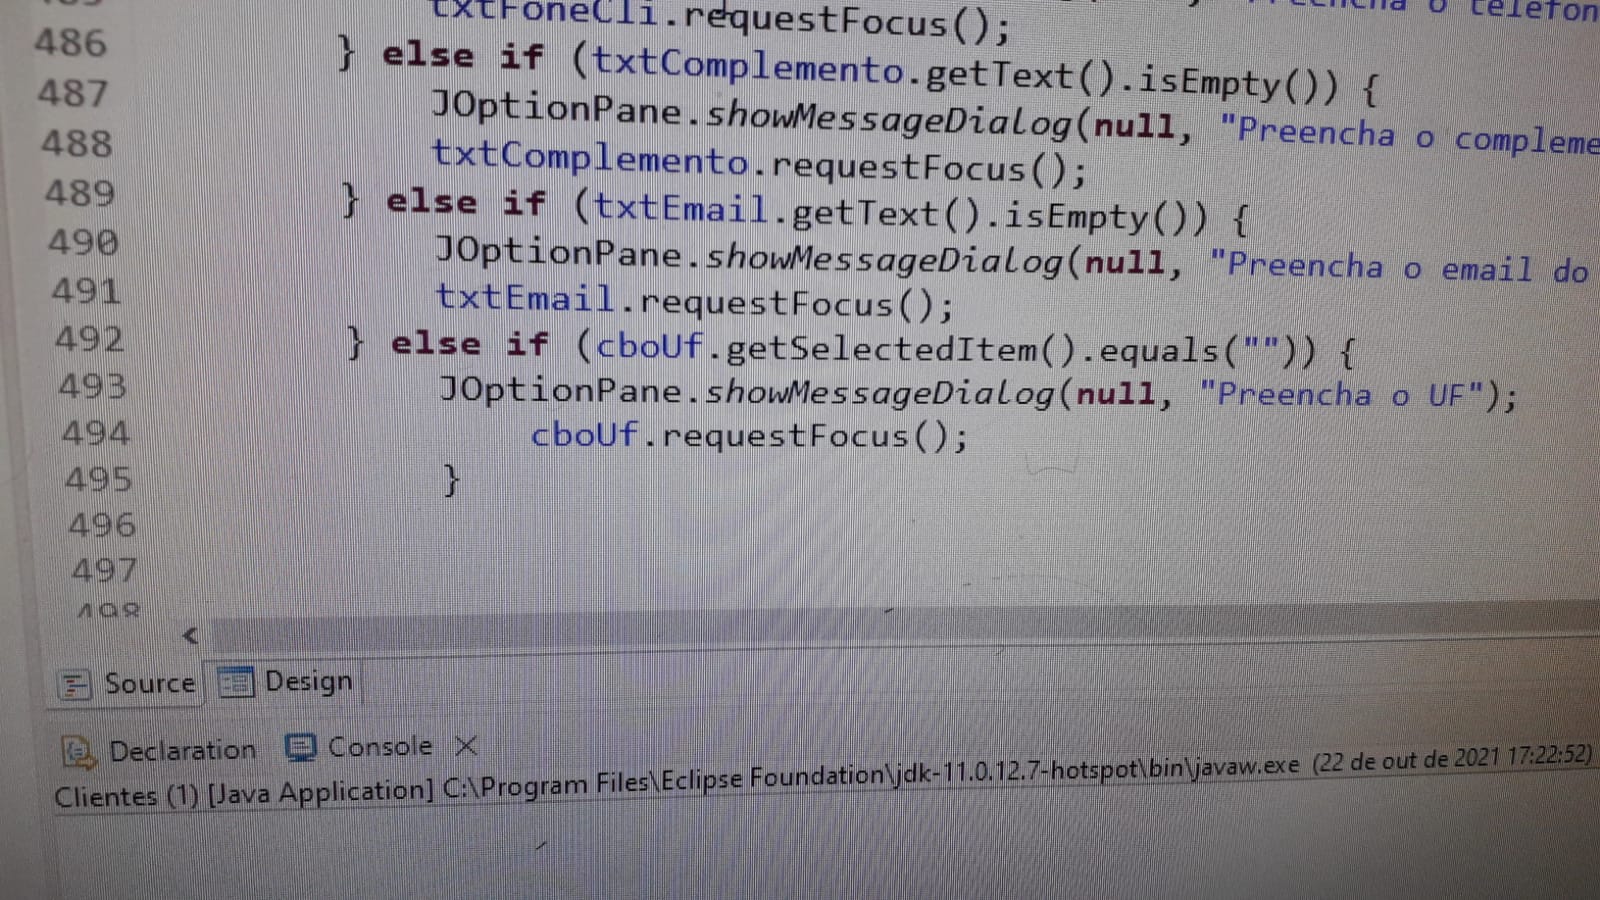 txtFoneCli.requestFocus();
486 } else if (txtComplemento.getText().isEmpty()) {
487 JOptionPane.showMessageDialog(null, "Preencha o compleme
488 txtComplemento.requestFocus();
489 } else if (txtEmail.getText().isEmpty()) {
490 JOptionPane.showMessageDialog(null, "Preencha o email do
491 txtEmail.requestFocus();
492 } else if (cboUf.getSelectedItem().equals("")) {
493 JOptionPane.showMessageDialog(null, "Preencha o UF");
494 cboUf.requestFocus();
495 }
496
497
498
Source Design
Declaration Console
Clientes (1) [Java Application] C:\Program Files\Eclipse Foundation\jdk-11.0.12.7-hotspot\bin\javaw.exe (22 de out de 2021 17:22:52)